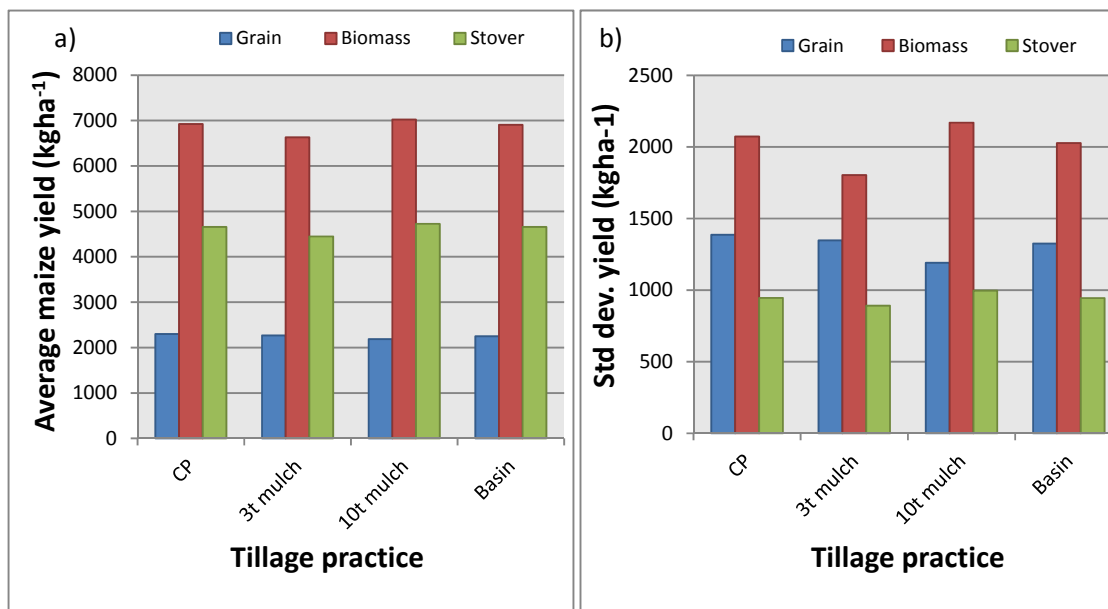 a)
Grain Biomass Stover
Average maize yield (kgha⁻¹)
8000
7000
6000
5000
4000
3000
2000
1000
0
CP
3t mulch
10t mulch
Basin
Tillage practice
b)
Grain Biomass Stover
Std dev. yield (kgha-1)
2500
2000
1500
1000
500
0
CP
3t mulch
10t mulch
Basin
Tillage practice